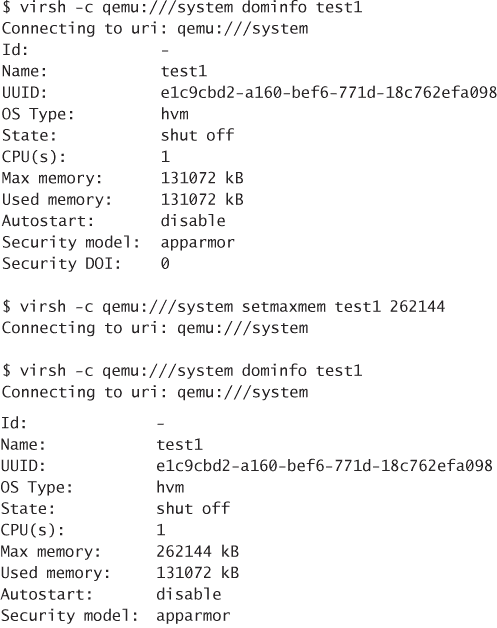 $ virsh -c qemu:///system dominfo test1
Connecting to uri: qemu:///system
Id: -
Name: test1
UUID: e1c9cbd2-a160-bef6-771d-18c762efa098
OS Type: hvm
State: shut off
CPU(s): 1
Max memory: 131072 kB
Used memory: 131072 kB
Autostart: disable
Security model: apparmor
Security DOI: 0
$ virsh -c qemu:///system setmaxmem test1 262144
Connecting to uri: qemu:///system
$ virsh -c qemu:///system dominfo test1
Connecting to uri: qemu:///system
Id: -
Name: test1
UUID: e1c9cbd2-a160-bef6-771d-18c762efa098
OS Type: hvm
State: shut off
CPU(s): 1
Max memory: 262144 kB
Used memory: 131072 kB
Autostart: disable
Security model: apparmor